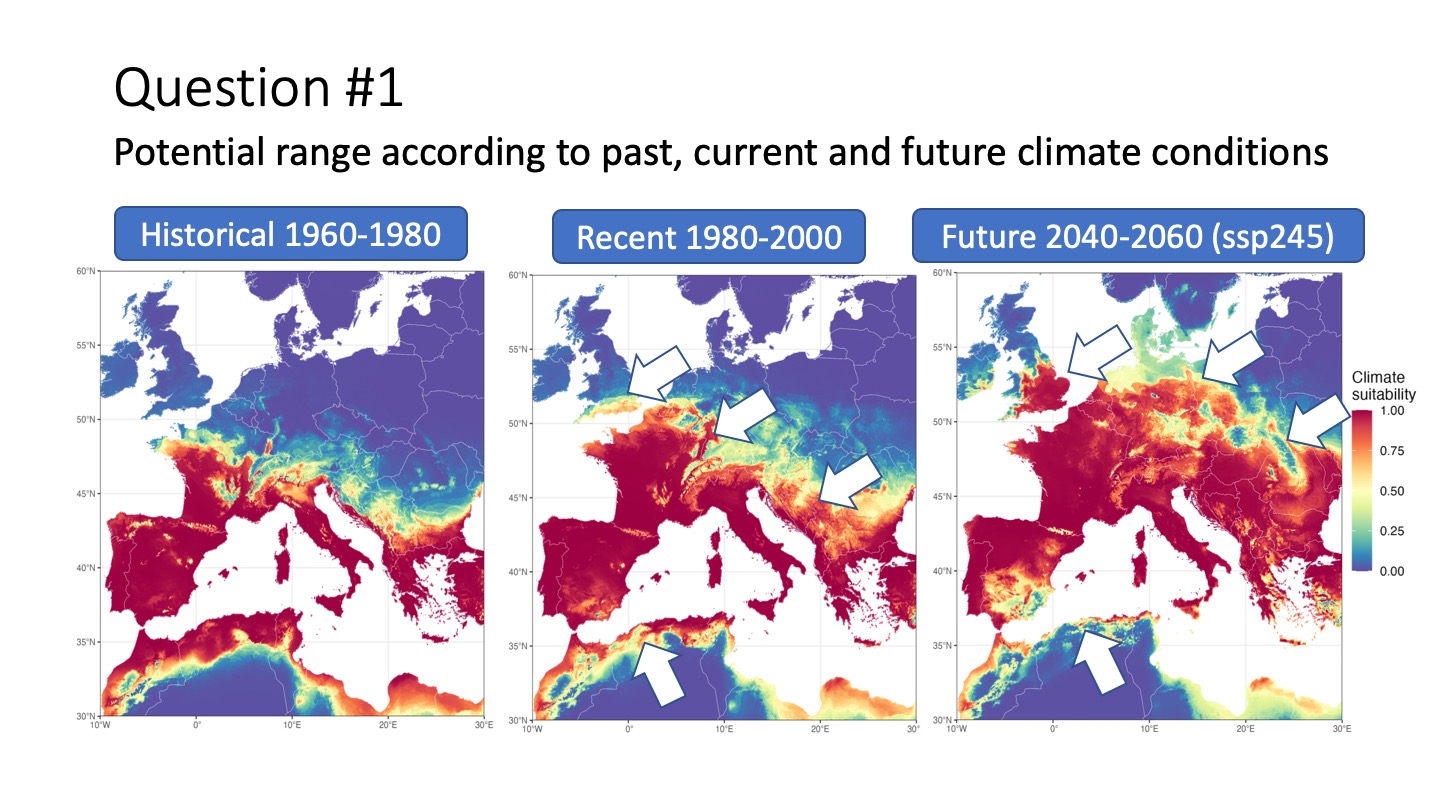 Question #1
Potential range according to past, current and future climate conditions
Historical 1960-1980
Recent 1980-2000
Future 2040-2060 (ssp245)
60°N
55°N
50°N
45°N
40°N
35°N
30°N
10°W 0° 10°E 20°E 30°E
60°N
55°N
50°N
45°N
40°N
35°N
30°N
10°W 0° 10°E 20°E 30°E
60°N
55°N
50°N
45°N
40°N
35°N
30°N
10°W 0° 10°E 20°E 30°E
Climate
suitability
1.00
0.75
0.50
0.25
0.00